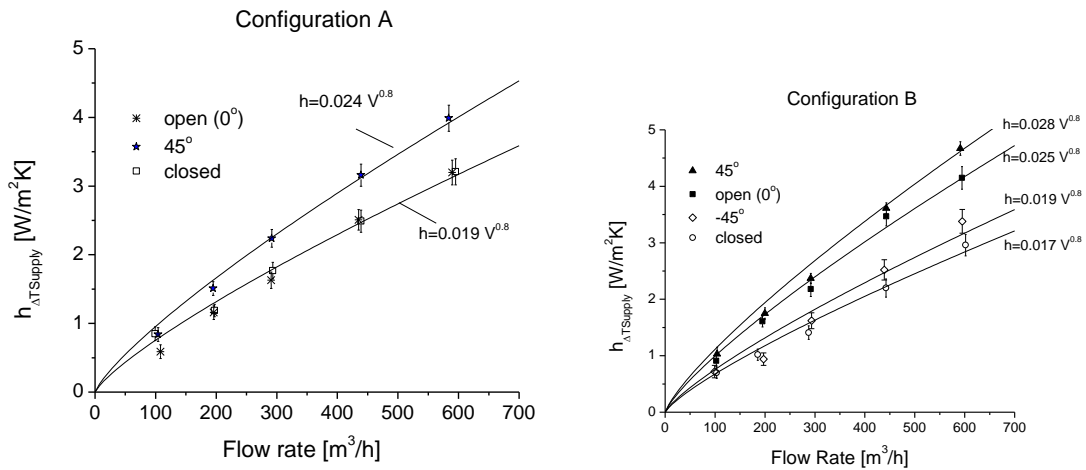 Configuration A
h=0.024 V^0.8
open (0°)
45°
closed
h=0.019 V^0.8
5
4
3
2
1
0
h_ΔTSupply [W/m²K]
0 100 200 300 400 500 600 700
Flow rate [m³/h]
Configuration B
h=0.028 V^0.8
h=0.025 V^0.8
45°
open (0°)
-45°
closed
h=0.019 V^0.8
h=0.017 V^0.8
5
4
3
2
1
0
h_ΔTSupply [W/m²K]
0 100 200 300 400 500 600 700
Flow Rate [m³/h]